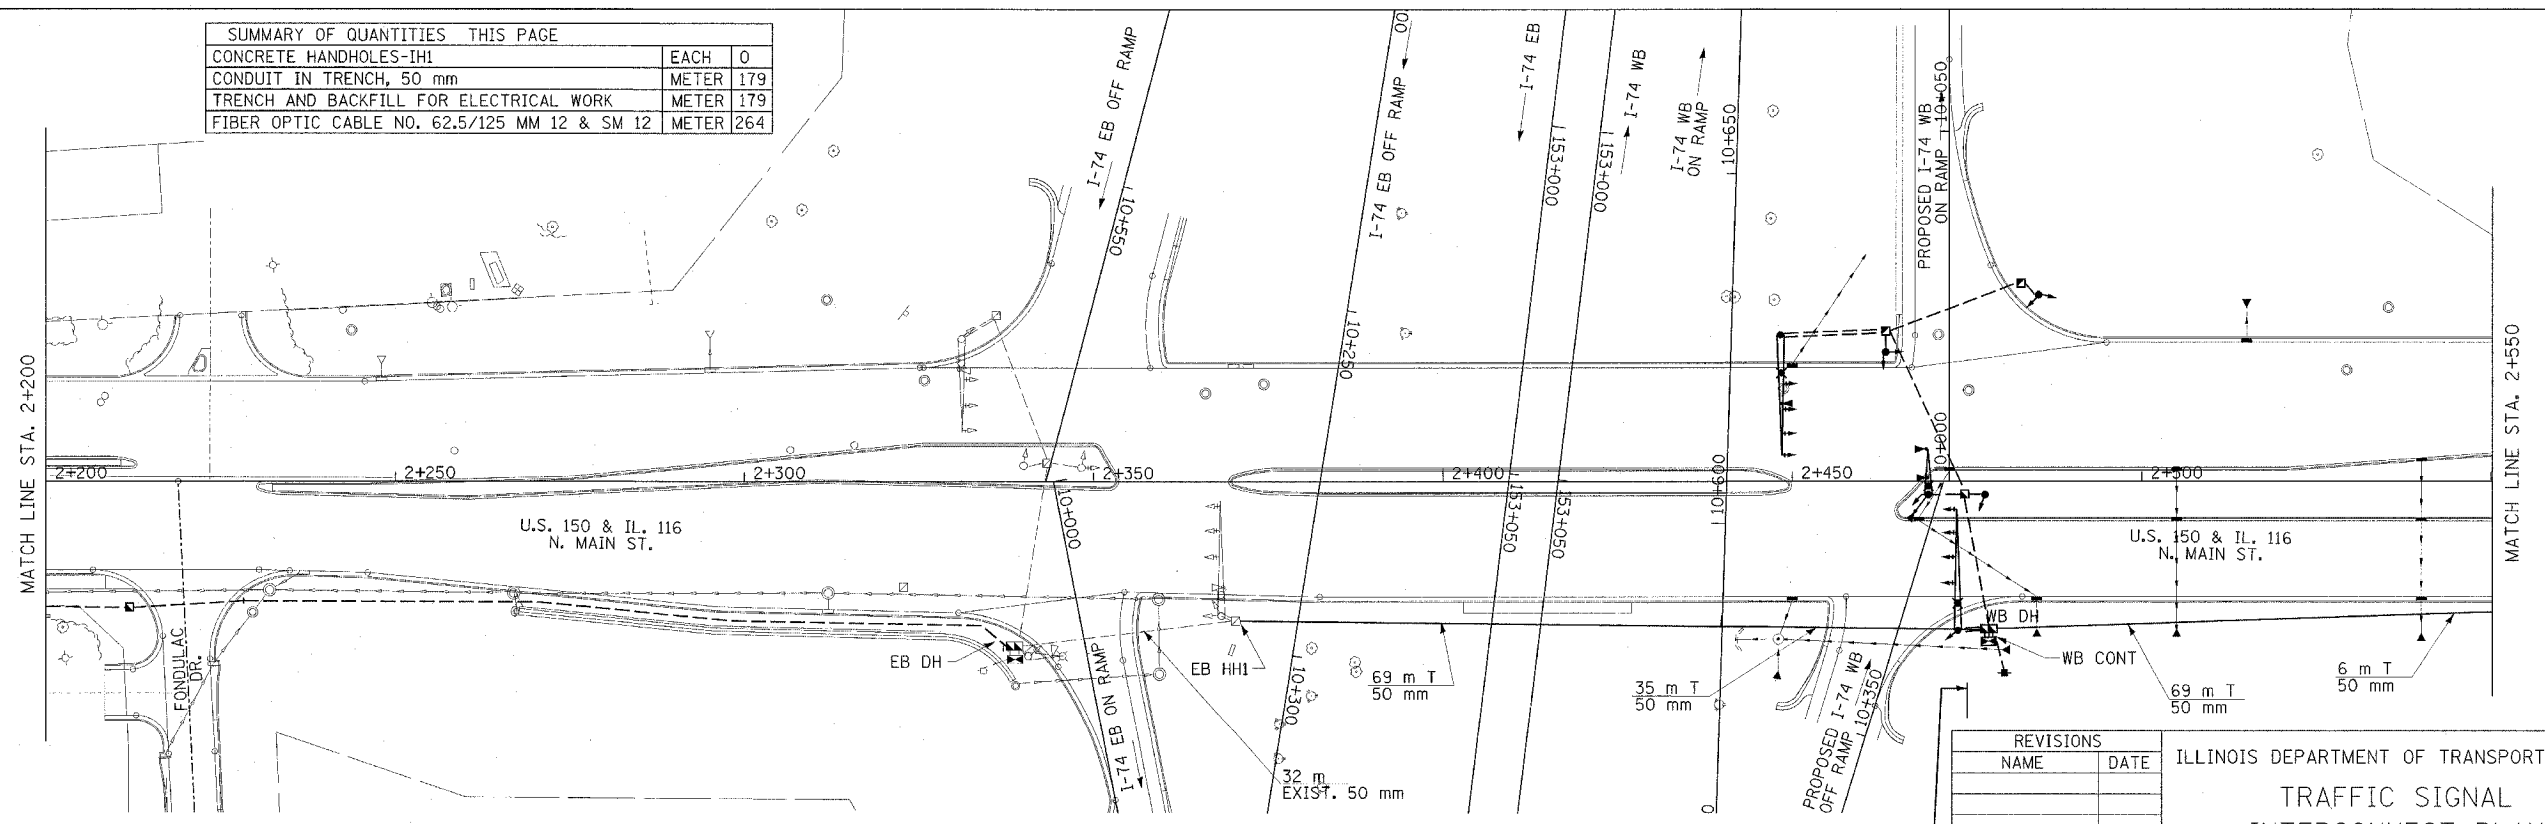 SUMMARY OF QUANTITIES THIS PAGE
CONCRETE HANDHOLES-IH1 EACH 0
CONDUIT IN TRENCH, 50 mm METER 179
TRENCH AND BACKFILL FOR ELECTRICAL WORK METER 179
FIBER OPTIC CABLE NO. 62.5/125 MM 12 & SM 12 METER 264
I-74 EB OFF RAMP
10+550
I-74 EB OFF RAMP
00
10+250
I-74 EB
153+000
I-74 WB
153+000
I-74 WB
ON RAMP
10+650
PROPOSED I-74 WB
ON RAMP
10+050
MATCH LINE STA. 2+200
MATCH LINE STA. 2+550
2+200
2+250
2+300
2+350
2+400
2+450
2+500
10+000
153+050
153+050
10+600
10+000
U.S. 150 & IL. 116
N. MAIN ST.
U.S. 150 & IL. 116
N. MAIN ST.
FONDULAC
DR.
EB DH
I-74 EB ON RAMP
EB HH1
10+300
69 m T
50 mm
35 m T
50 mm
PROPOSED I-74 WB
OFF RAMP
10+350
WB DH
WB CONT
69 m T
50 mm
6 m T
50 mm
32 m
EXIST. 50 mm
0
REVISIONS
NAME DATE
ILLINOIS DEPARTMENT OF TRANSPORT
TRAFFIC SIGNAL